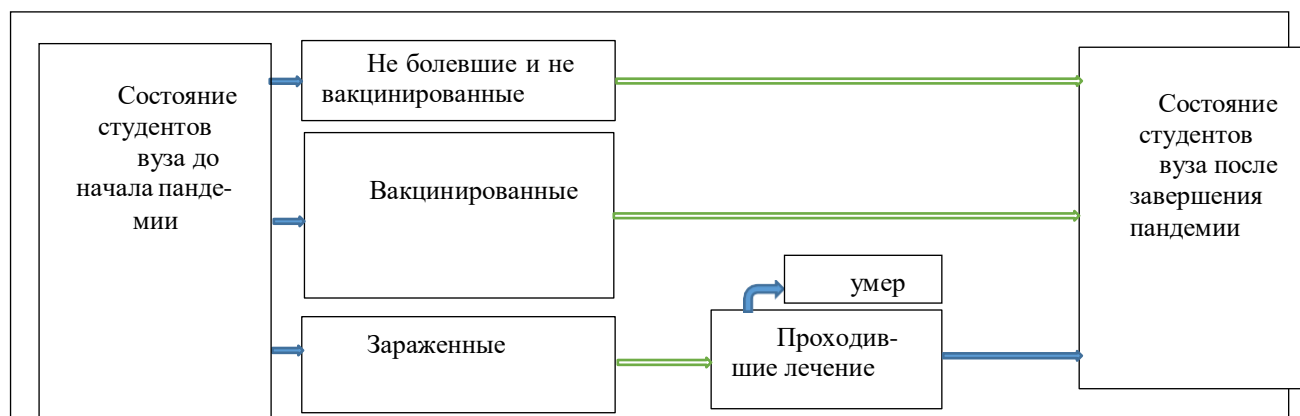 Состояние
студентов
вуза до
начала панде-
мии
Не болевшие и не
вакцинированные
Вакцинированные
Зараженные
умер
Проходив-
шие лечение
Состояние
студентов
вуза после
завершения
пандемии